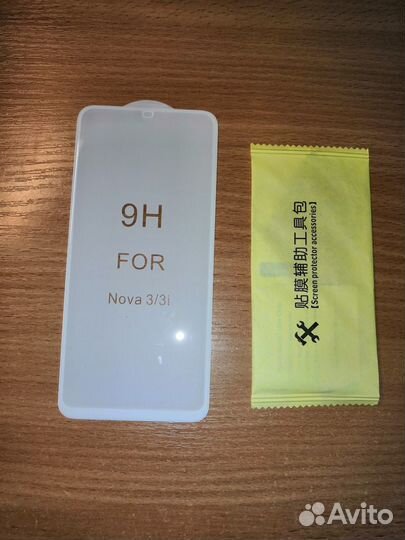 9H
FOR
Nova 3/3i
贴膜辅助工具包
【Screen protector accessories】
Avito